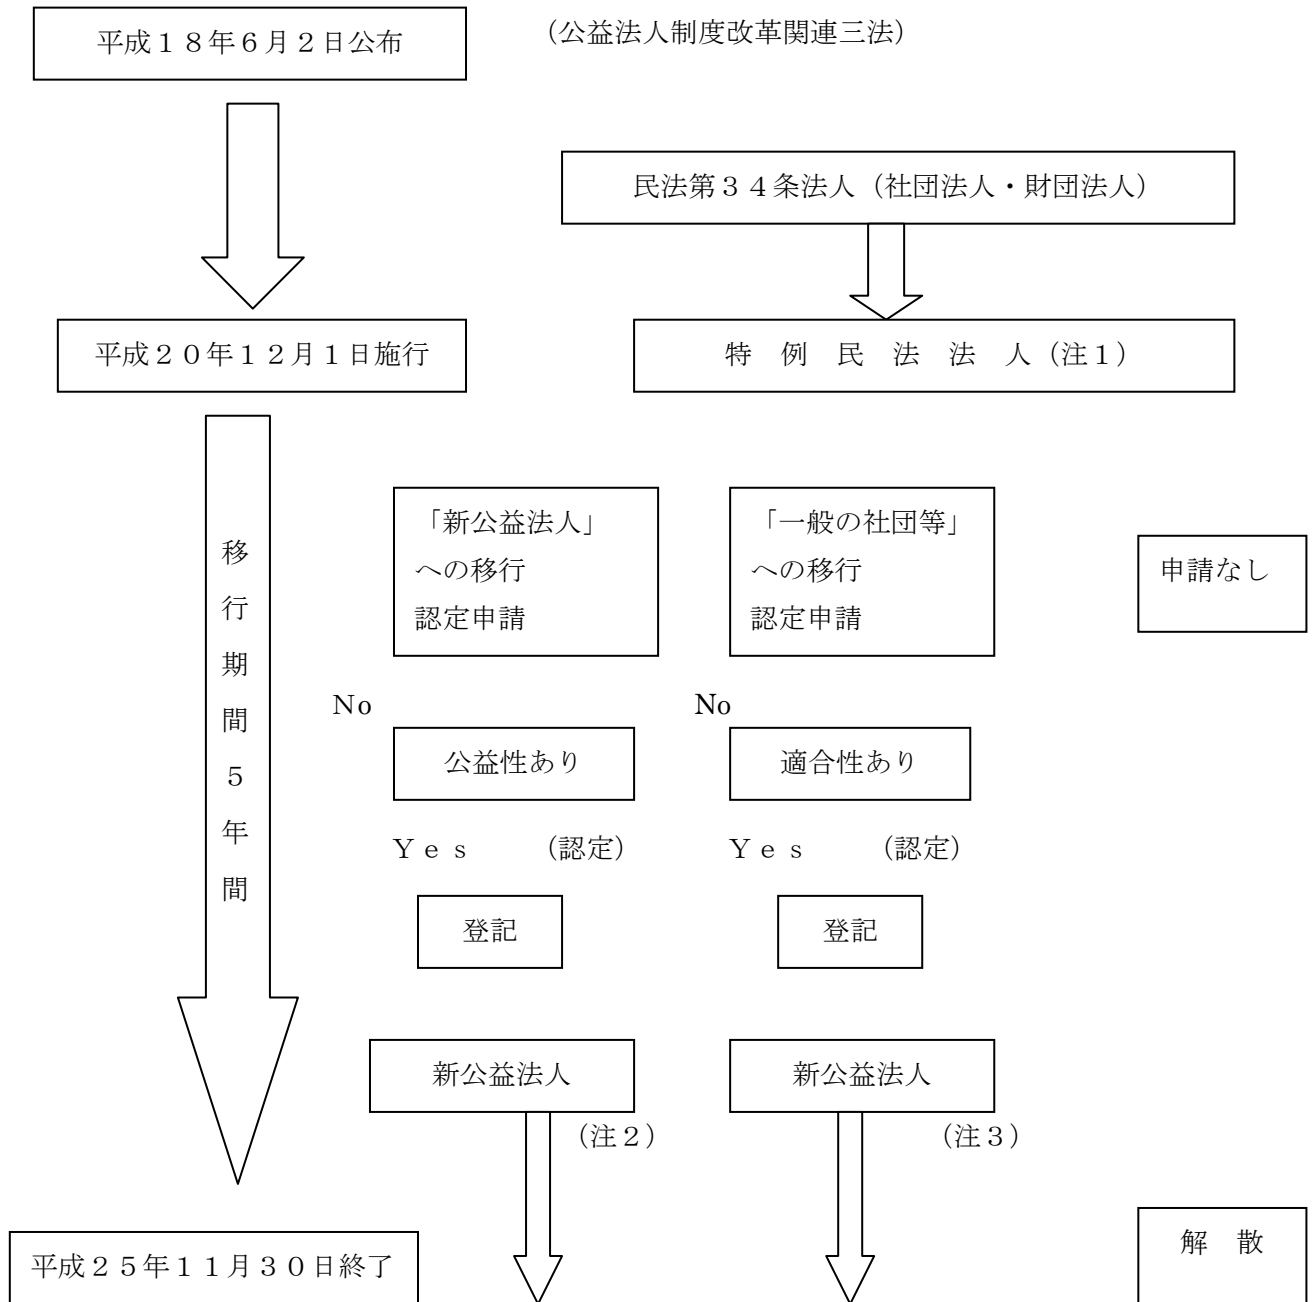 平成１８年６月２日公布
（公益法人制度改革関連三法）
民法第３４条法人（社団法人・財団法人）
平成２０年１２月１日施行
特　例　民　法　法　人（注１）
移行期間５年間
「新公益法人」
への移行
認定申請
「一般の社団等」
への移行
認定申請
申請なし
Ｎｏ
No
公益性あり
適合性あり
Ｙｅｓ　　（認定）
Ｙｅｓ　　（認定）
登記
登記
新公益法人
新公益法人
（注２）
（注３）
平成２５年１１月３０日終了
解　散